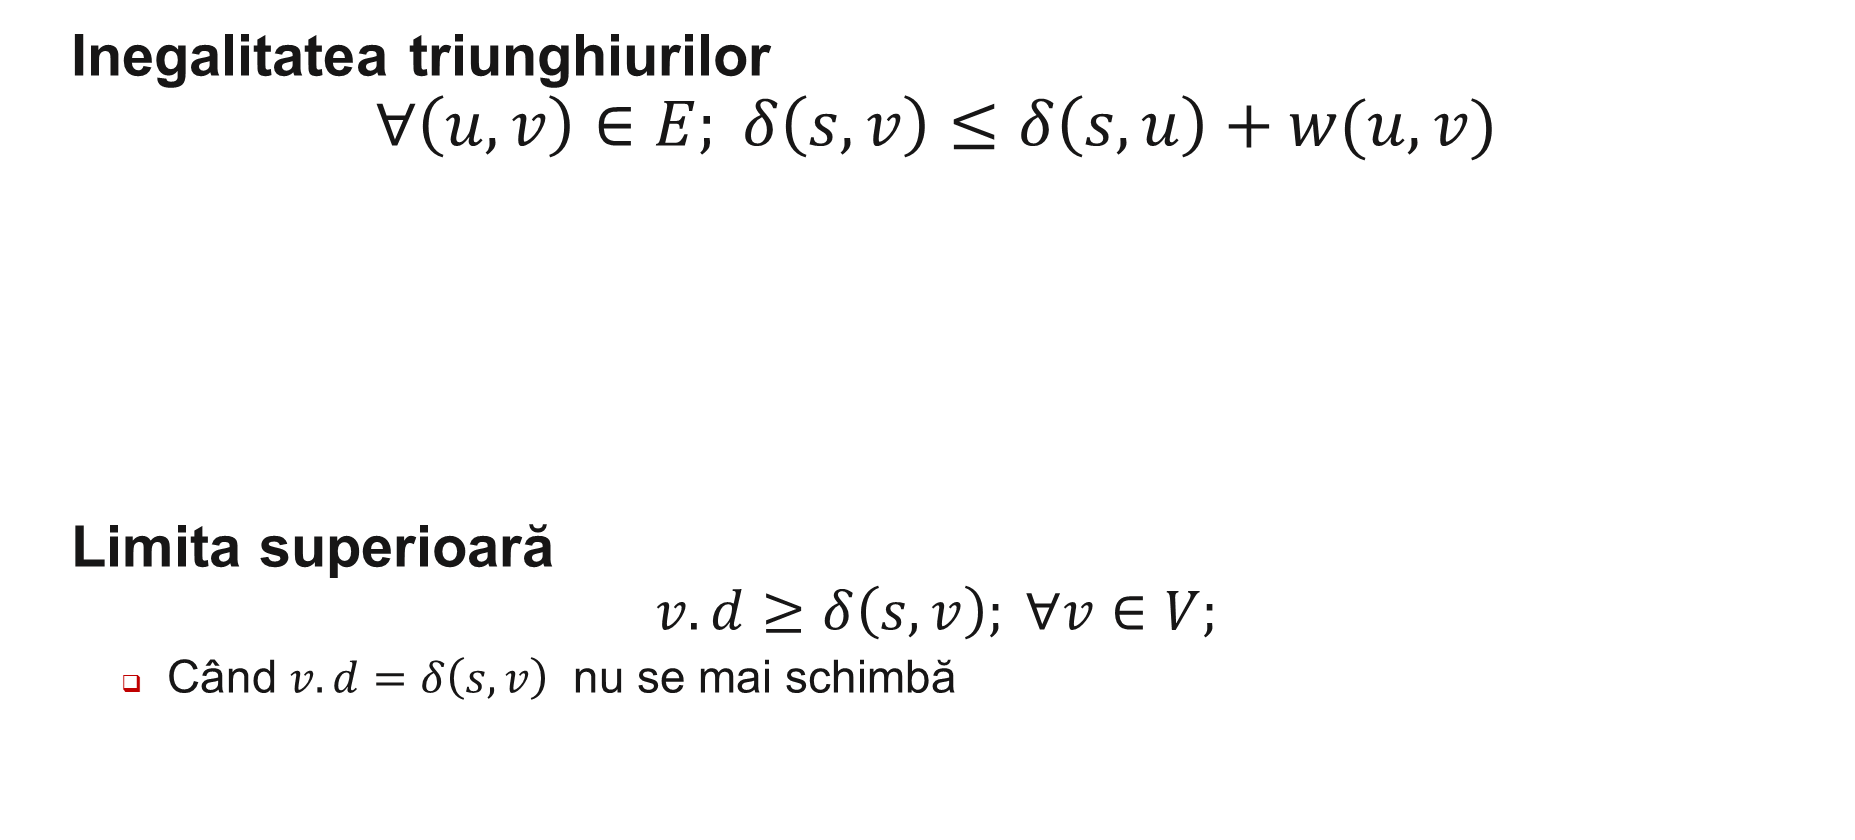 Inegalitatea triunghiurilor
∀(u, v) ∈ E; δ(s, v) ≤ δ(s, u) + w(u, v)
Limita superioară
v. d ≥ δ(s, v); ∀v ∈ V;
Când v. d = δ(s, v) nu se mai schimbă